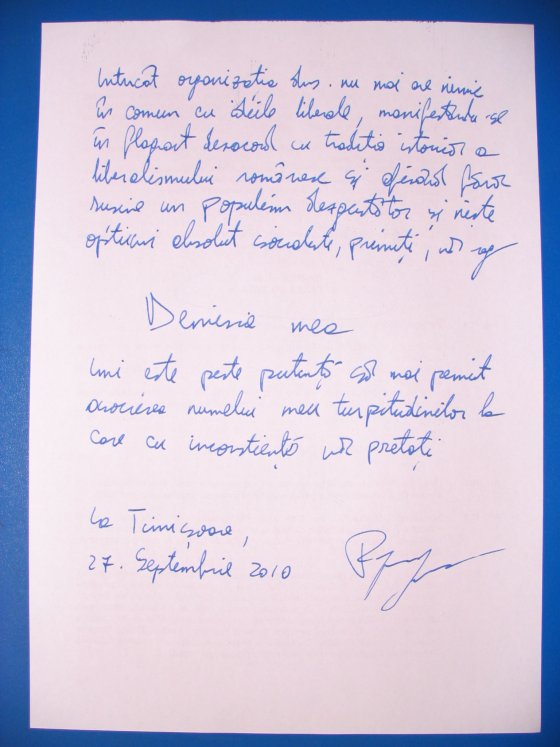 Întrucât organizația dvs. nu mai are nimic
în comun cu ideile liberale, manifestându-se
în flagrant dezacord cu tradiția istorică a
liberalismului românesc și afișând fără
rușine un populism dezgustător și niște
opțiuni absolut socialiste, primiți, vă rog
Demisia mea
Îmi este peste putință să mai permit
asocierea numelui meu turpitudinilor la
care cu inconștiență vă pretați
La Timișoara,
27. Septembrie 2010